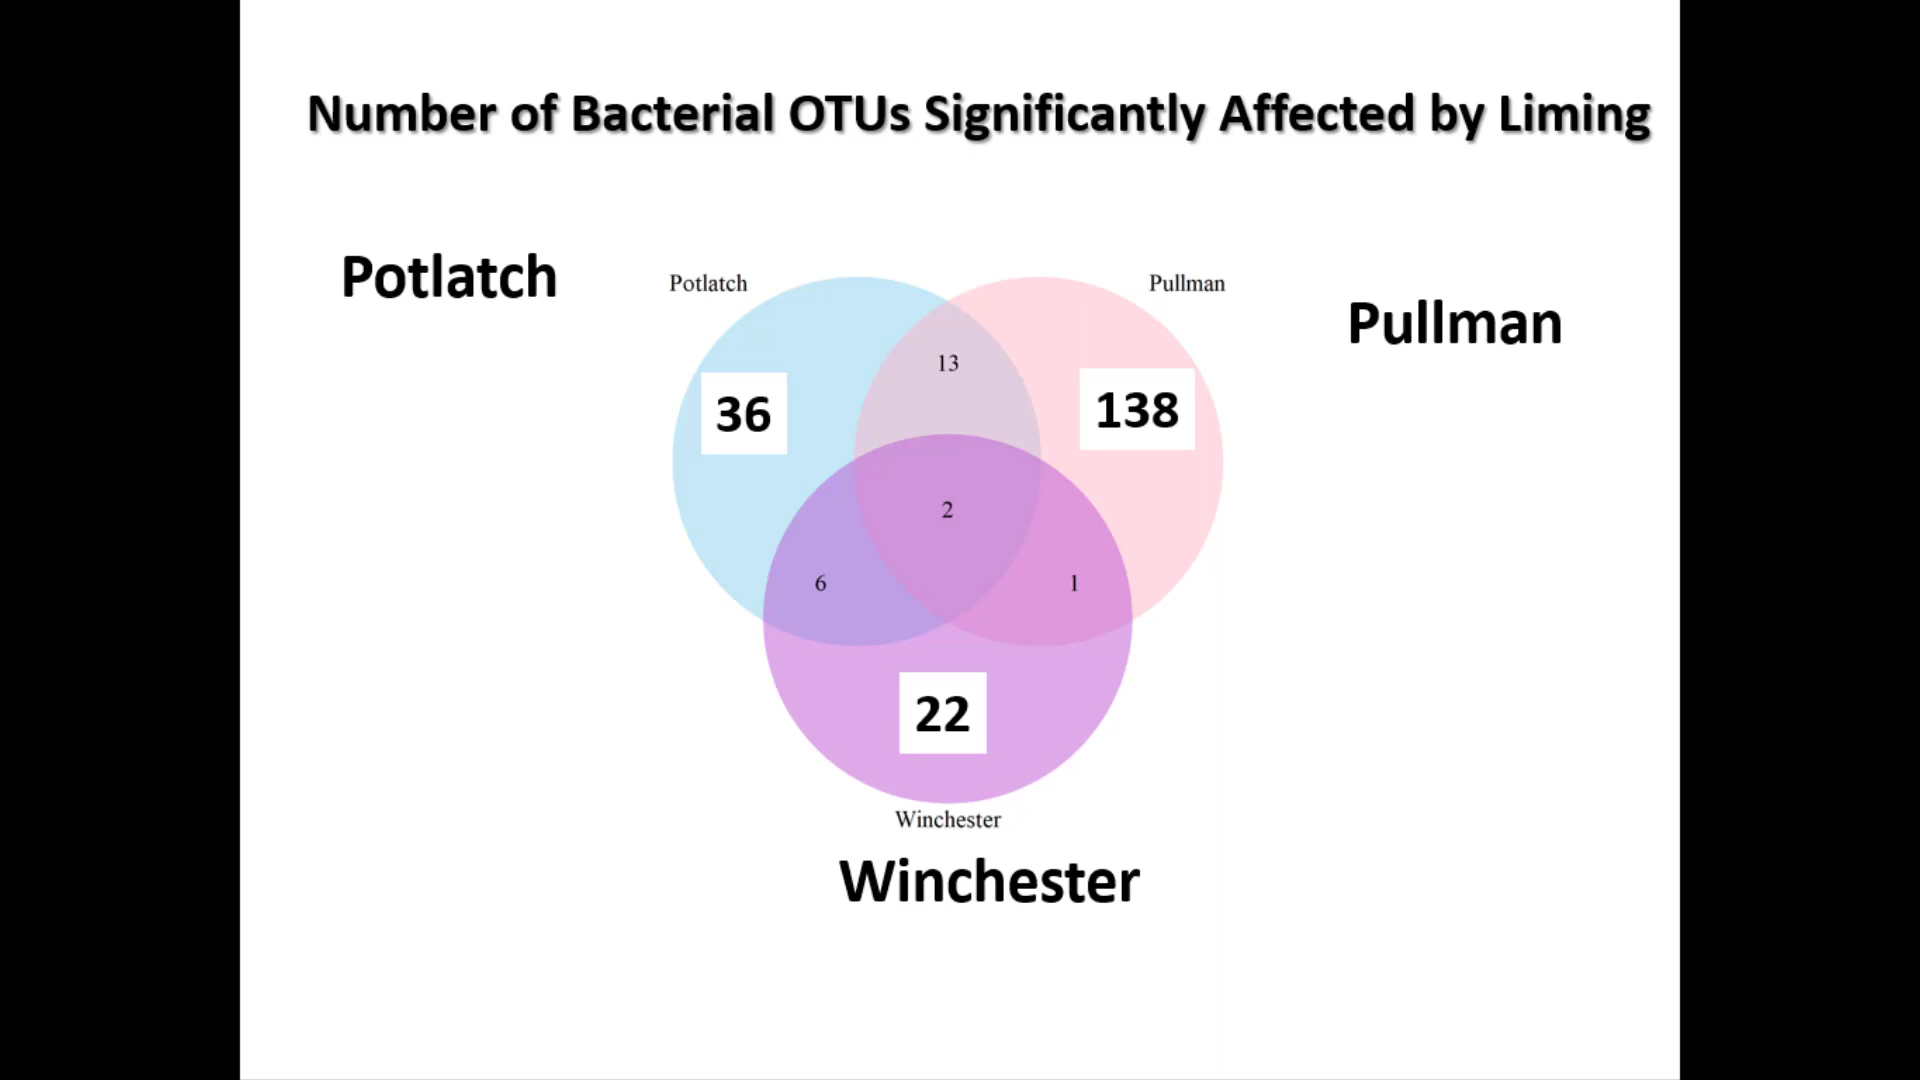 Number of Bacterial OTUs Significantly Affected by Liming
Potlatch
Potlatch
Pullman
Pullman
13
36
138
2
6
1
22
Winchester
Winchester